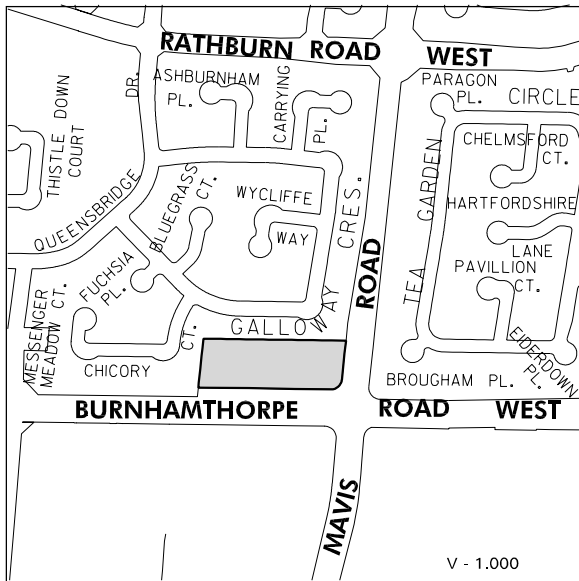 RATHBURN ROAD WEST
DR.
ASHBURNHAM
PL.
CARRYING
PL.
PARAGON
PL.
CIRCLE
THISTLE DOWN
COURT
CHELMSFORD
CT.
QUEENSBRIDGE
BLUEGRASS
CT.
WYCLIFFE
WAY
GALLOWAY CRES.
ROAD
TEA GARDEN
HARTFORDSHIRE
LANE
PAVILLION
CT.
FUCHSIA
PL.
MESSENGER
MEADOW CT.
CHICORY
CT.
EIDERDOWN
PL.
BROUGHAM PL.
BURNHAMTHORPE ROAD WEST
MAVIS
V - 1.000